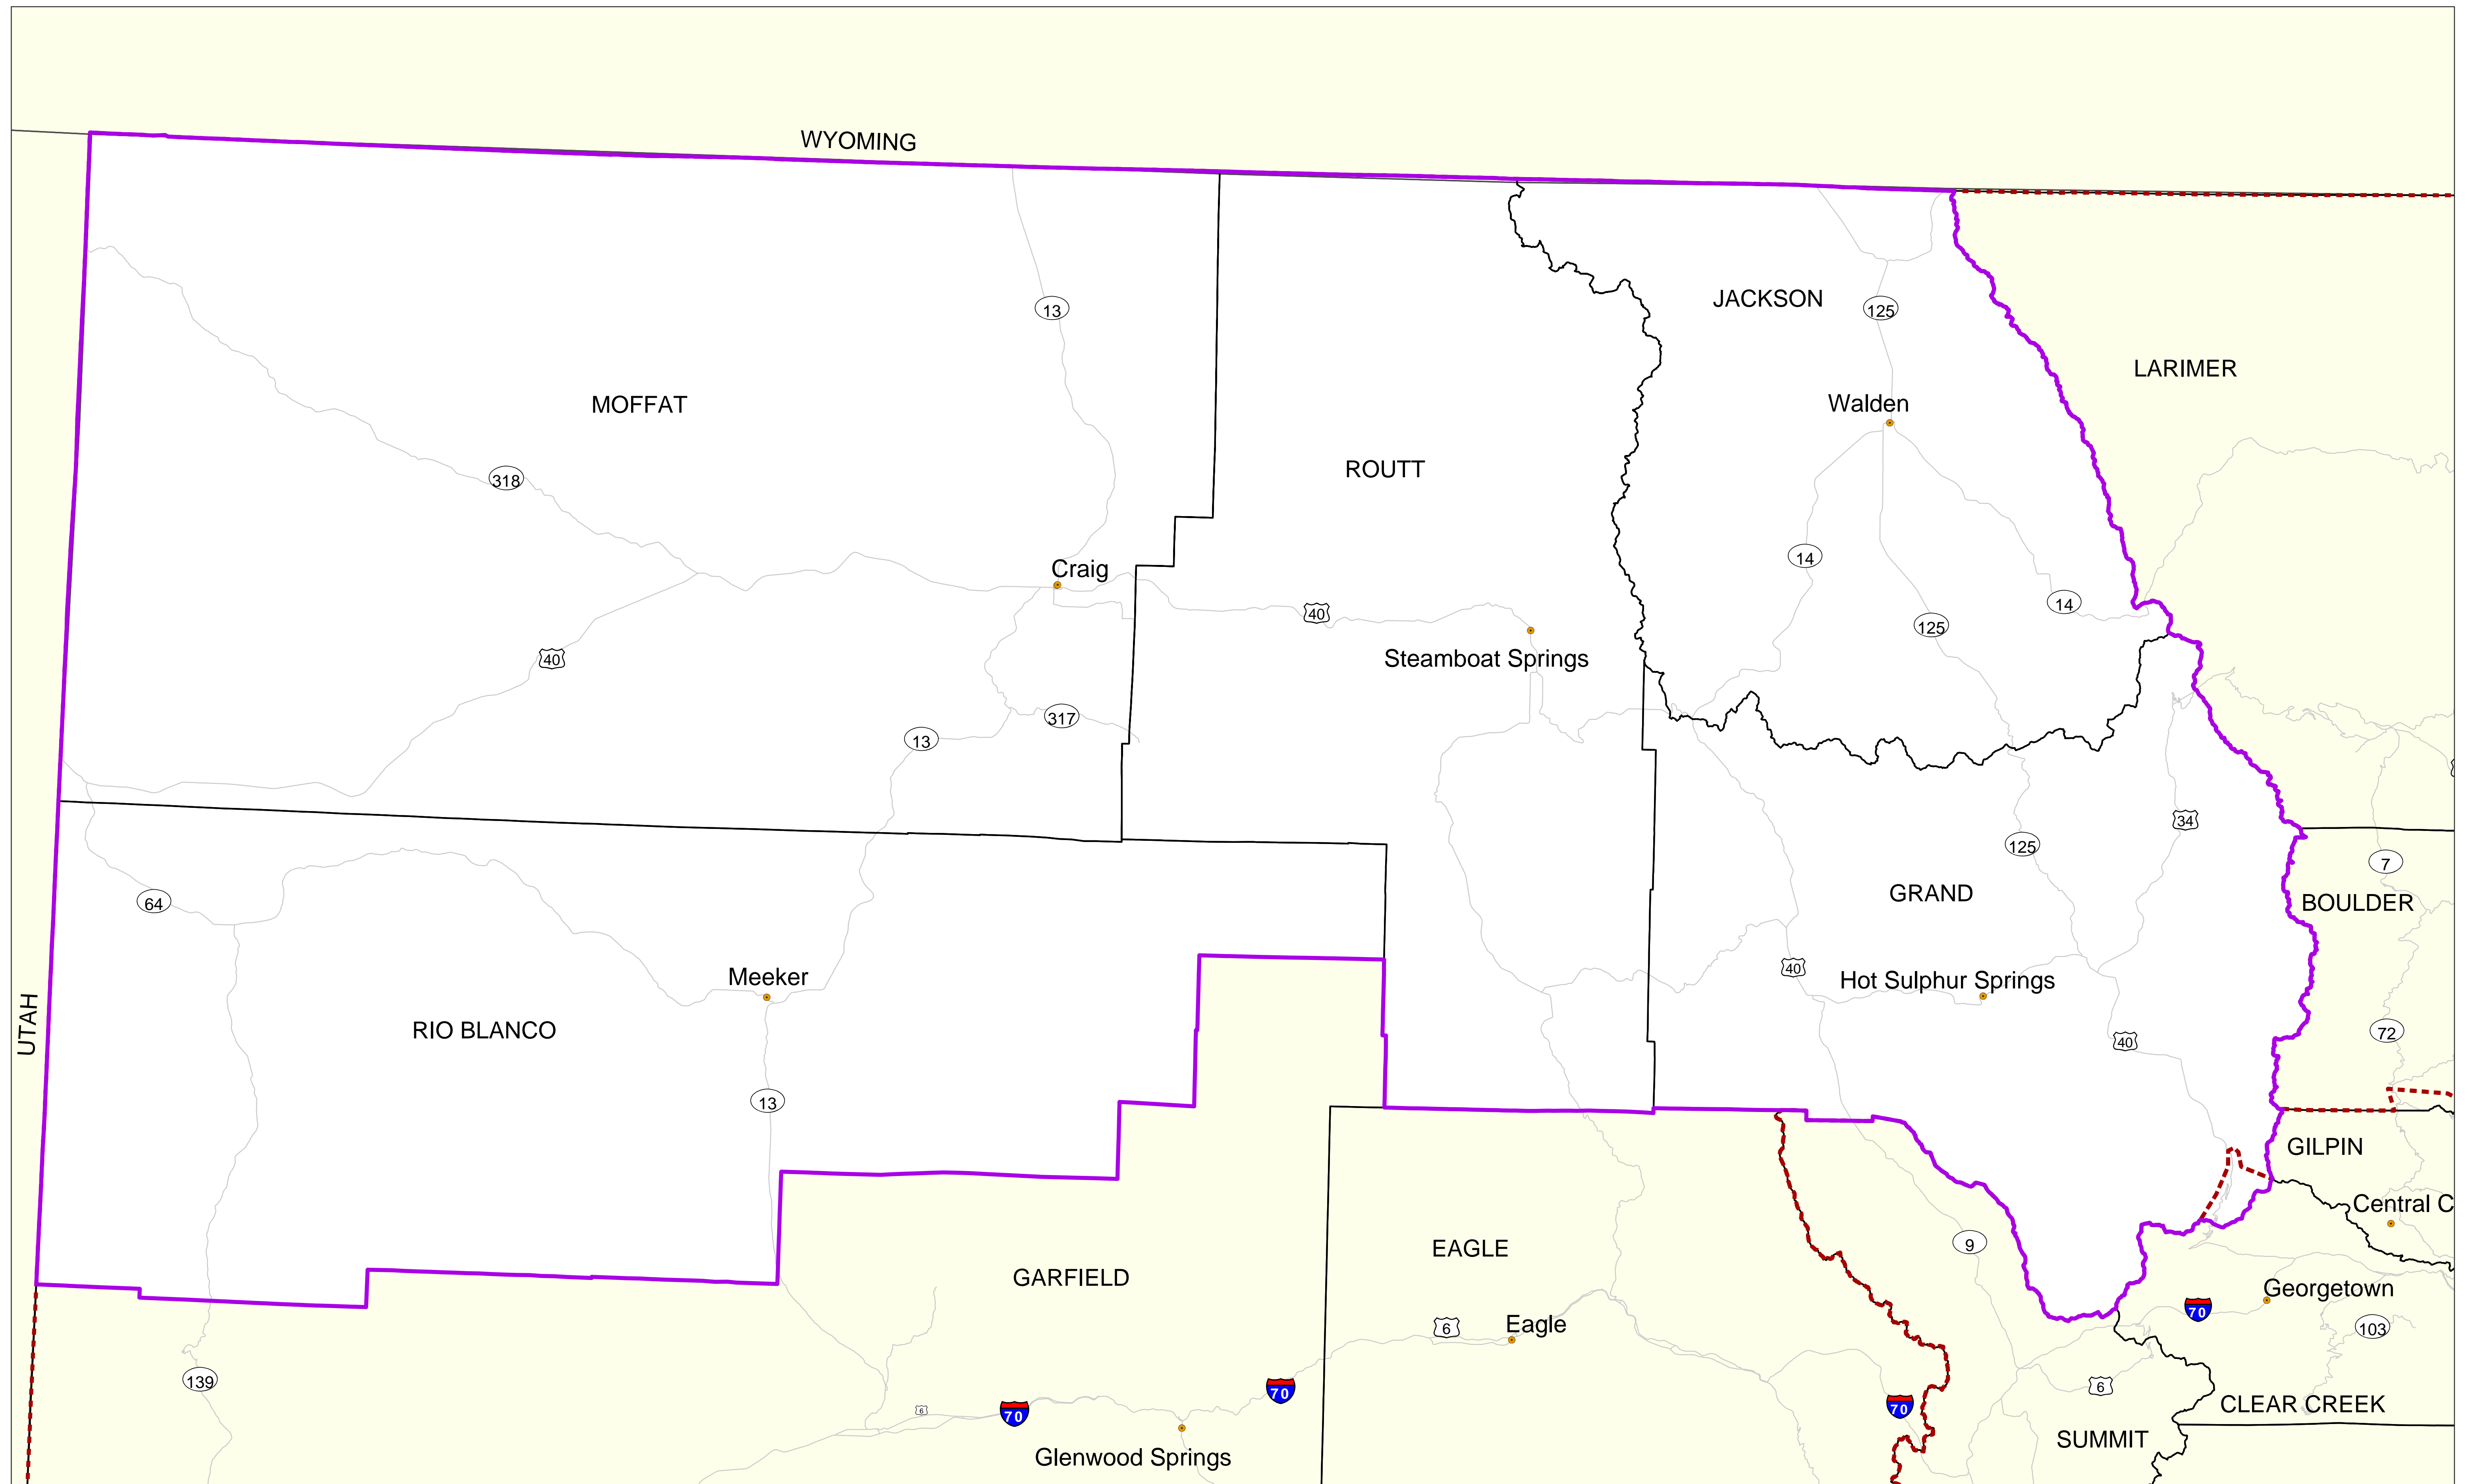 WYOMING
JACKSON
13
125
LARIMER
MOFFAT
Walden
ROUTT
318
14
Craig
14
40
125
40
Steamboat Springs
317
13
34
125
7
64
GRAND
BOULDER
40
Meeker
Hot Sulphur Springs
UTAH
RIO BLANCO
72
40
13
GILPIN
Central C
9
EAGLE
GARFIELD
Georgetown
70
Eagle
6
103
139
6
70
70
CLEAR CREEK
6
70
SUMMIT
Glenwood Springs